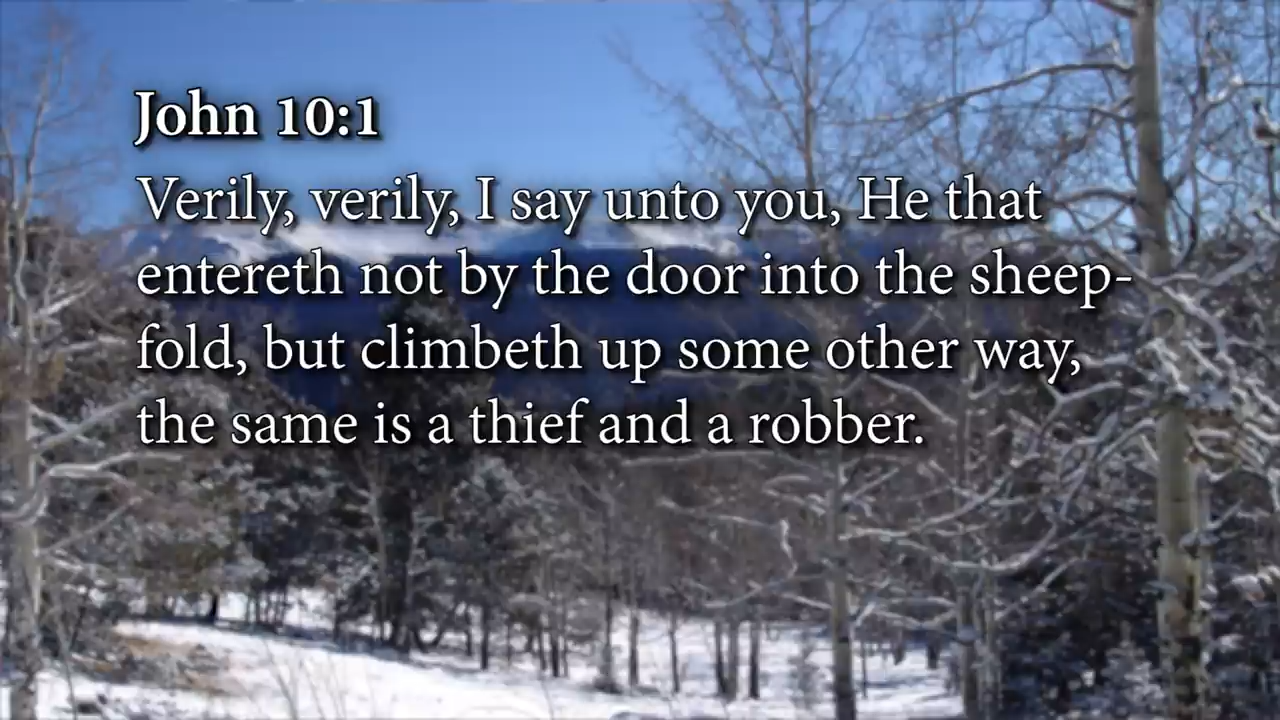 John 10:1
Verily, verily, I say unto you, He that
entereth not by the door into the sheep-
fold, but climbeth up some other way,
the same is a thief and a robber.